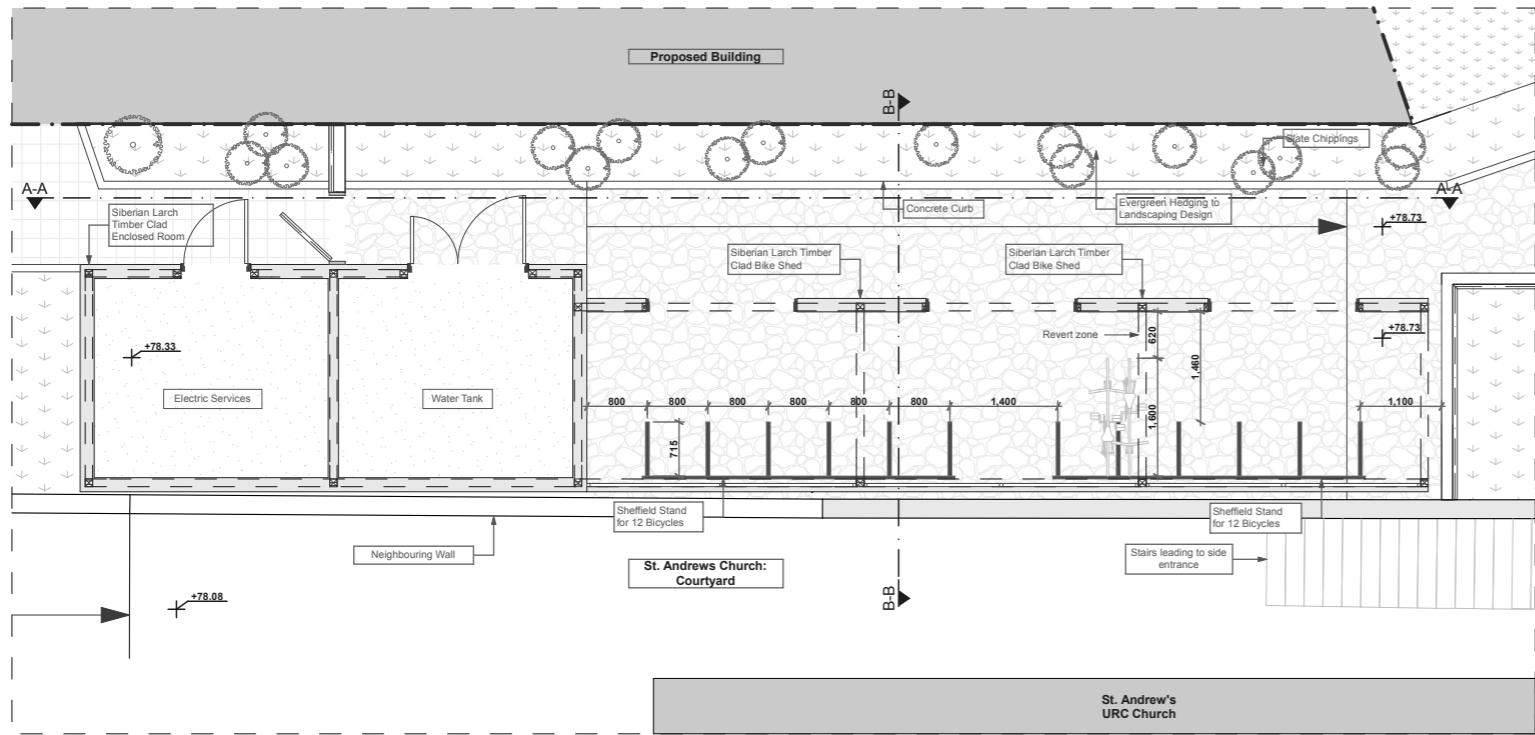 Proposed Building
B-B
Slate Chippings
A-A
A-A
Siberian Larch
Timber Clad
Enclosed Room
Concrete Curb
Evergreen Hedging to
Landscaping Design
+78.73
Siberian Larch Timber
Clad Bike Shed
Siberian Larch Timber
Clad Bike Shed
Revert zone
620
+78.73
+78.33
1,460
Electric Services
Water Tank
800
800
800
800
800
800
1,400
1,100
715
1,600
Sheffield Stand
for 12 Bicycles
Sheffield Stand
for 12 Bicycles
Neighbouring Wall
St. Andrews Church:
Courtyard
Stairs leading to side
entrance
+78.08
B-B
St. Andrew's
URC Church